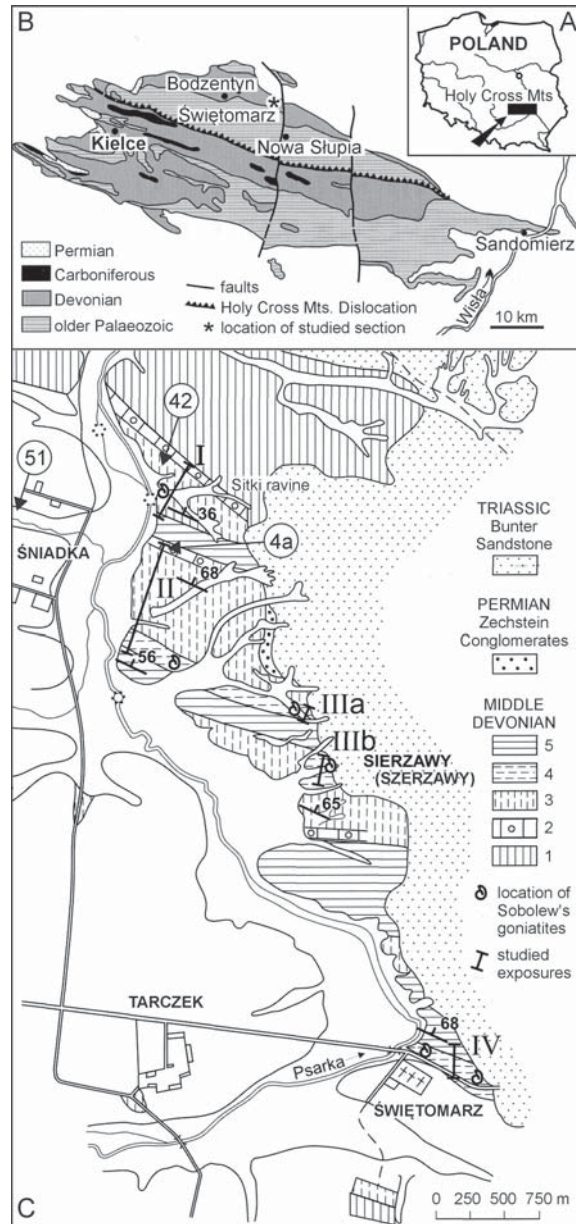 B
A
POLAND
Holy Cross Mts
Bodzentyn
Świętomarz
*
Kielce
Nowa Słupia
Sandomierz
Wisła
Permian
Carboniferous
Devonian
older Palaeozoic
faults
Holy Cross Mts. Dislocation
* location of studied section
10 km
42
I
51
Sitki ravine
36
ŚNIADKA
4a
68
II
56
IIIa
IIIb
SIERZAWY
(SZERZAWY)
65
TRIASSIC
Bunter
Sandstone
PERMIAN
Zechstein
Conglomerates
MIDDLE
DEVONIAN
5
4
3
2
1
location of
Sobolew's
goniatites
studied
exposures
TARCZEK
68
IV
Psarka
ŚWIĘTOMARZ
C
0 250 500 750 m